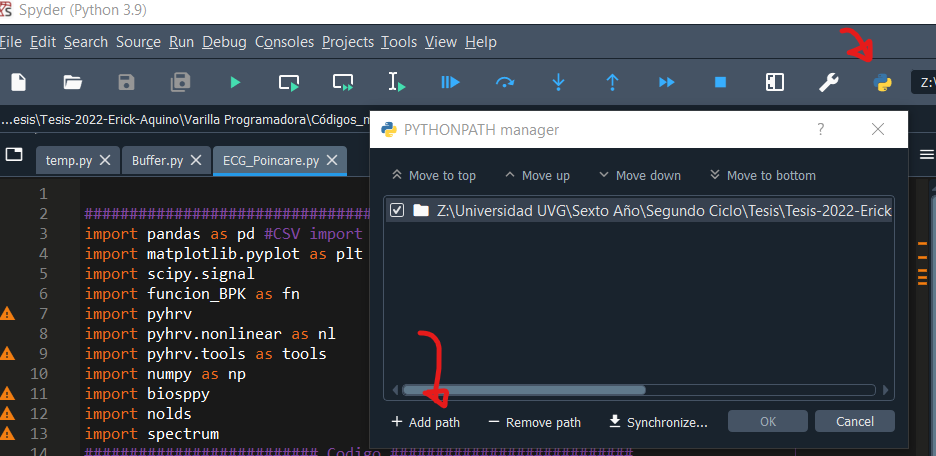 Spyder (Python 3.9)
File Edit Search Source Run Debug Consoles Projects Tools View Help
Z:\
...esis\Tesis-2022-Erick-Aquino\Varilla Programadora\Códigos_
PYTHONPATH manager ?
temp.py Buffer.py ECG_Poincare.py
Move to top Move up Move down Move to bottom
Z:\Universidad UVG\Sexto Año\Segundo Ciclo\Tesis\Tesis-2022-Erick
1
2 #################################
3 import pandas as pd #CSV import
4 import matplotlib.pyplot as plt
5 import scipy.signal
6 import funcion_BPK as fn
7 import pyhrv
8 import pyhrv.nonlinear as nl
9 import pyhrv.tools as tools
10 import numpy as np
11 import biosppy
12 import nolds
13 import spectrum
14 ######################### Codigo ##########################
+ Add path − Remove path Synchronize... OK Cancel